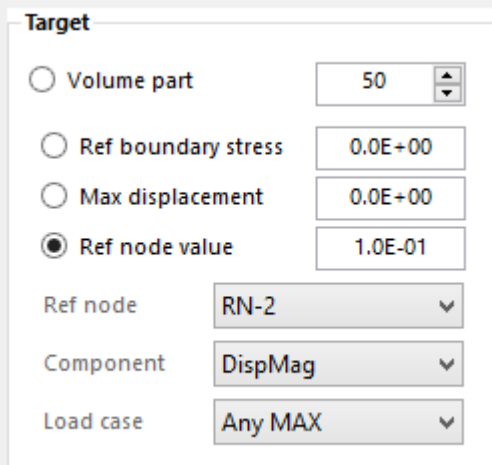 Target
Volume part 50
Ref boundary stress 0.0E+00
Max displacement 0.0E+00
Ref node value 1.0E-01
Ref node RN-2
Component DispMag
Load case Any MAX